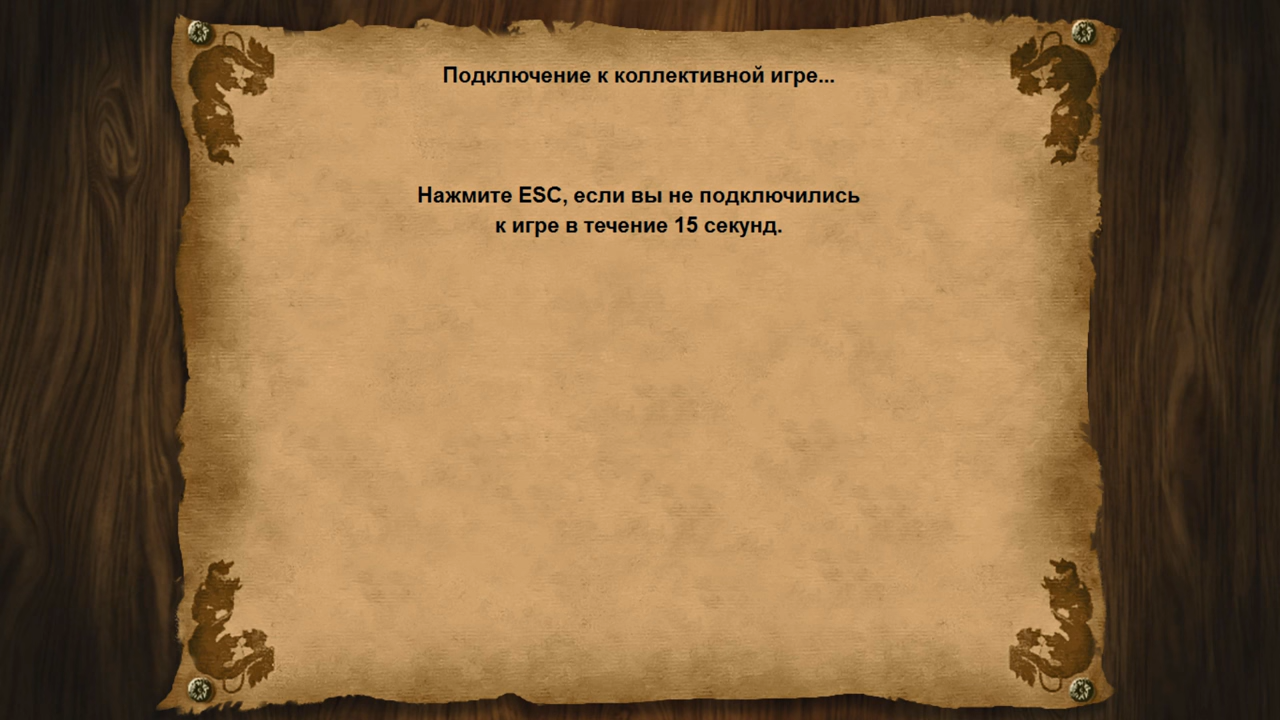 Подключение к коллективной игре...
Нажмите ESC, если вы не подключились
к игре в течение 15 секунд.